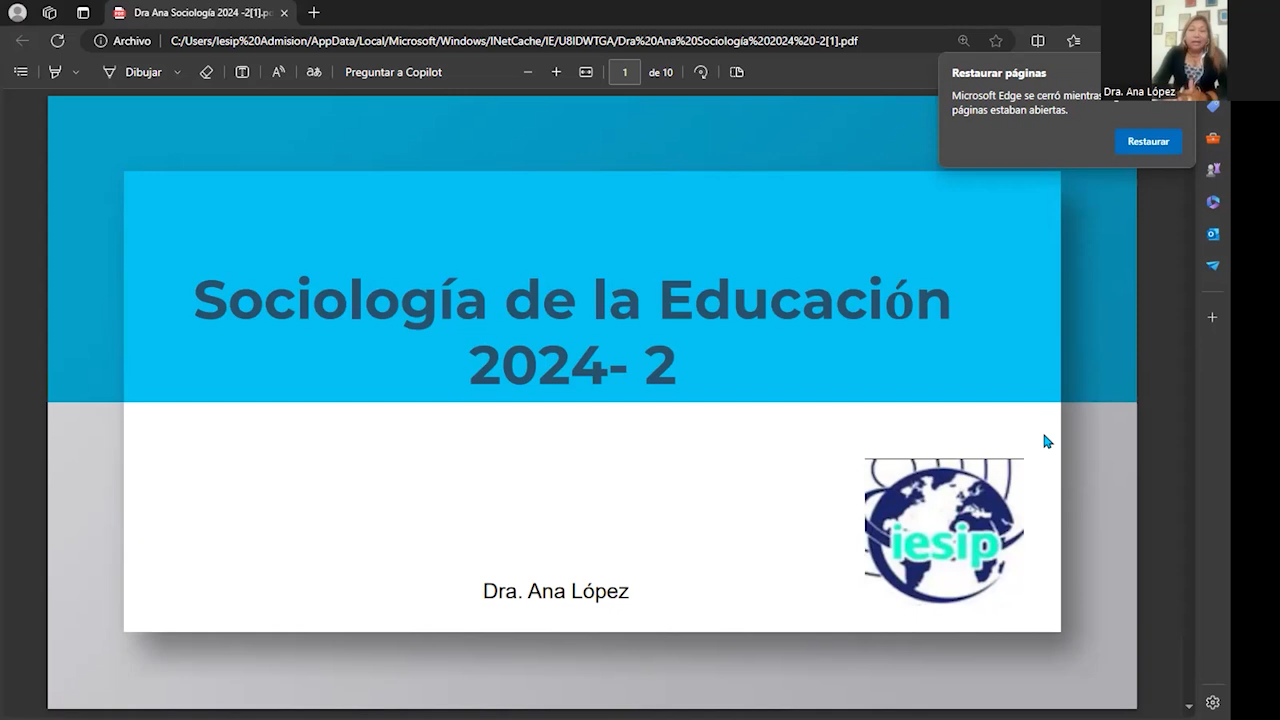 Dra Ana Sociología 2024 -2[1].pd
Archivo
C:/Users/Iesip%20Admision/AppData/Local/Microsoft/Windows/INetCache/IE/U8IDWTGA/Dra%20Ana%20Sociología%202024%20-2[1].pdf
Dibujar
Preguntar a Copilot
1
de 10
Restaurar páginas
Microsoft Edge se cerró mientras
páginas estaban abiertas.
Restaurar
Dra. Ana López
Sociología de la Educación
2024- 2
iesip
Dra. Ana López